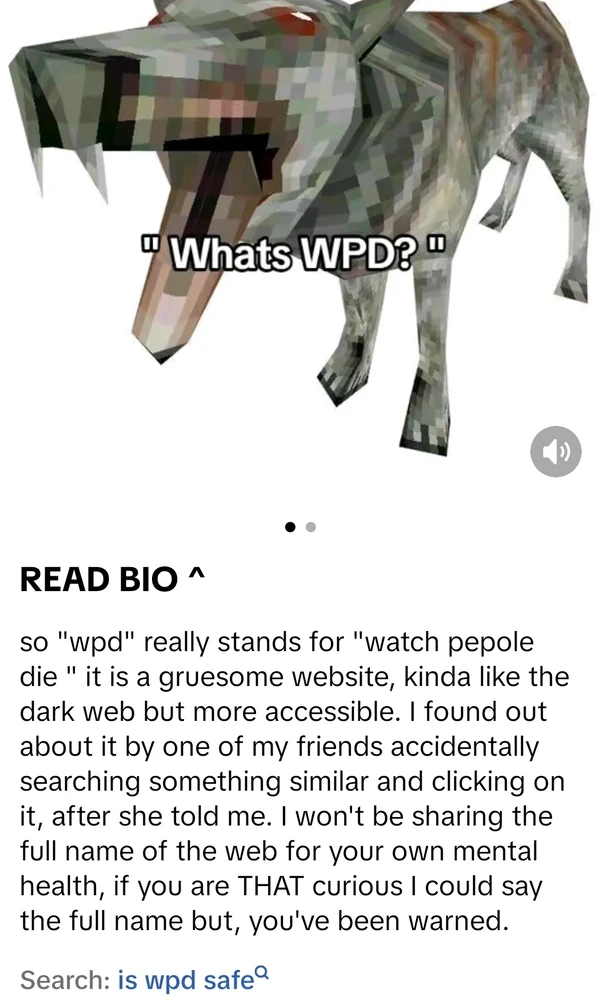 " Whats WPD? "
READ BIO ^
so "wpd" really stands for "watch pepole
die " it is a gruesome website, kinda like the
dark web but more accessible. I found out
about it by one of my friends accidentally
searching something similar and clicking on
it, after she told me. I won't be sharing the
full name of the web for your own mental
health, if you are THAT curious I could say
the full name but, you've been warned.
Search: is wpd safe